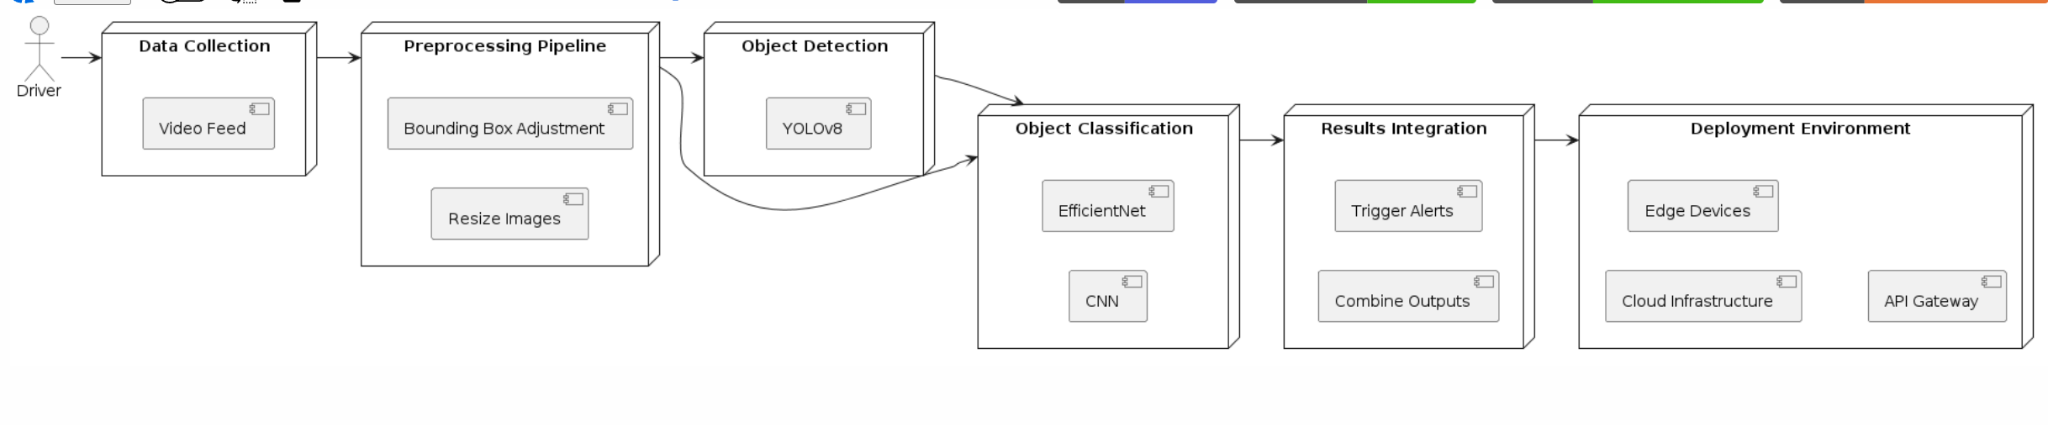 Driver
Data Collection
Video Feed
Preprocessing Pipeline
Bounding Box Adjustment
Resize Images
Object Detection
YOLOv8
Object Classification
EfficientNet
CNN
Results Integration
Trigger Alerts
Combine Outputs
Deployment Environment
Edge Devices
Cloud Infrastructure
API Gateway